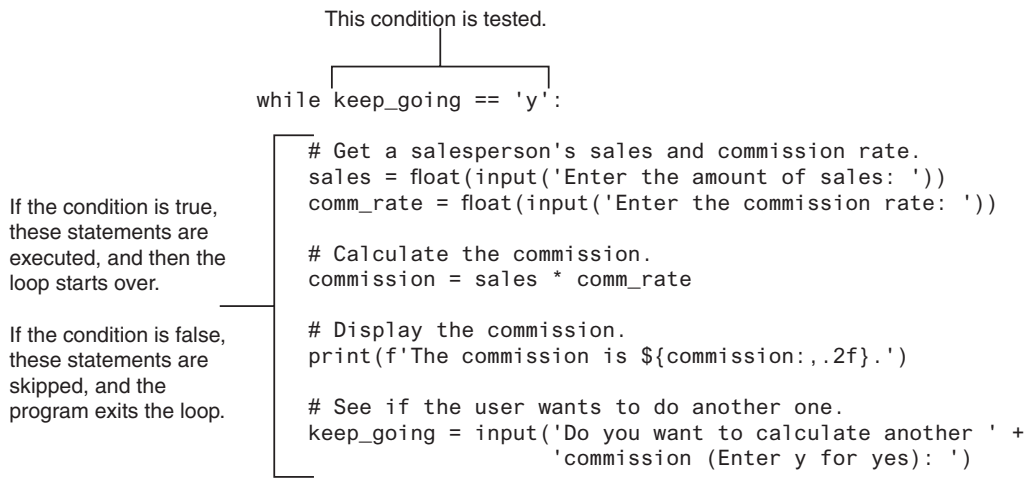 This condition is tested.
while keep_going == 'y':
# Get a salesperson's sales and commission rate.
sales = float(input('Enter the amount of sales: '))
comm_rate = float(input('Enter the commission rate: '))
If the condition is true,
these statements are
executed, and then the
loop starts over.
# Calculate the commission.
commission = sales * comm_rate
If the condition is false,
these statements are
skipped, and the
program exits the loop.
# Display the commission.
print(f'The commission is ${commission:,.2f}.')
# See if the user wants to do another one.
keep_going = input('Do you want to calculate another ' +
'commission (Enter y for yes): ')